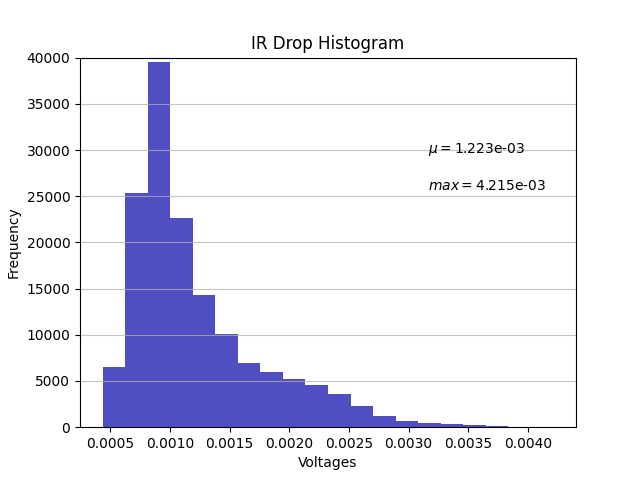 IR Drop Histogram
40000
35000
30000
25000
20000
15000
10000
5000
0
Frequency
μ = 1.223e-03
max = 4.215e-03
0.0005 0.0010 0.0015 0.0020 0.0025 0.0030 0.0035 0.0040
Voltages